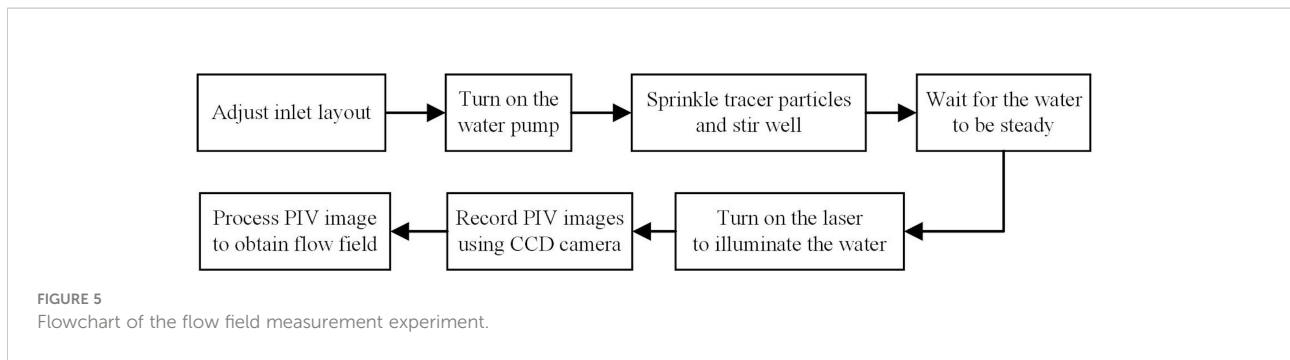 Adjust inlet layout
Turn on the
water pump
Sprinkle tracer particles
and stir well
Wait for the water
to be steady
Turn on the laser
to illuminate the water
Record PIV images
using CCD camera
Process PIV image
to obtain flow field
FIGURE 5
Flowchart of the flow field measurement experiment.